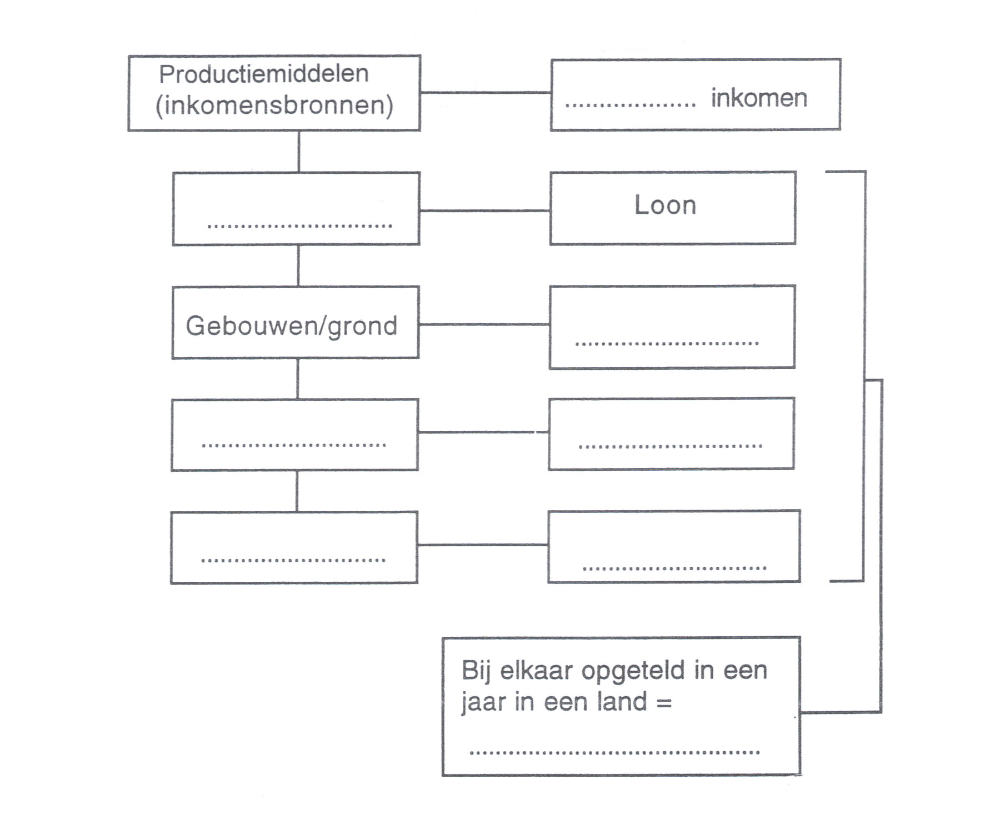 Productiemiddelen
(inkomensbronnen)
................... inkomen
............................
Loon
Gebouwen/grond
............................
............................
............................
............................
............................
Bij elkaar opgeteld in een
jaar in een land =
............................................